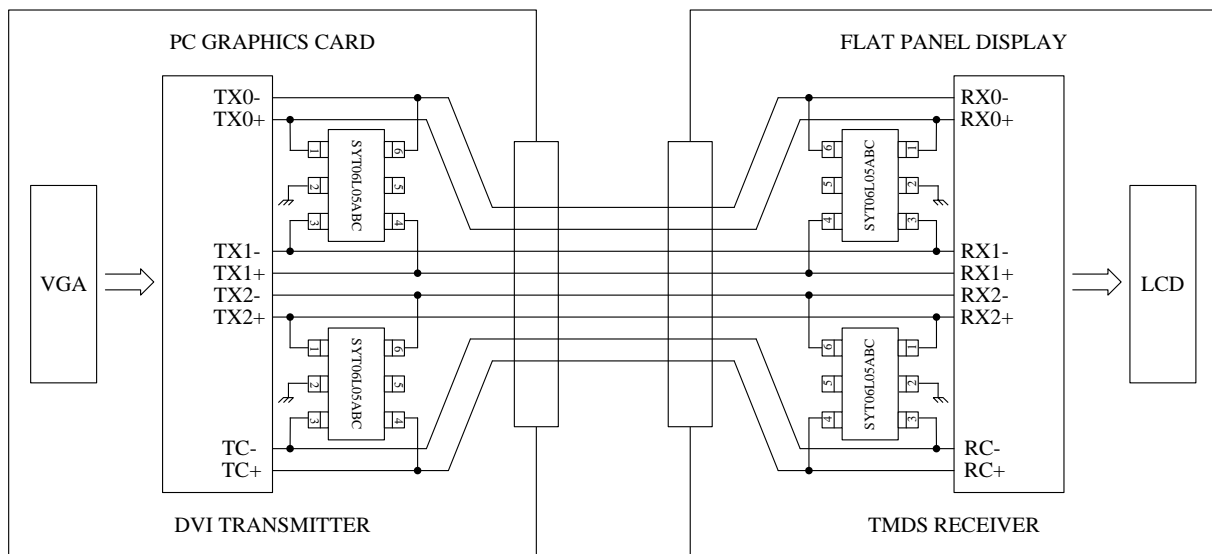 PC GRAPHICS CARD
FLAT PANEL DISPLAY
TX0-
TX0+
TX1-
TX1+
TX2-
TX2+
TC-
TC+
VGA
SYT06L05ABC
1
2
3
6
5
4
SYT06L05ABC
1
2
3
6
5
4
SYT06L05ABC
6
5
4
1
2
3
SYT06L05ABC
6
5
4
1
2
3
RX0-
RX0+
RX1-
RX1+
RX2-
RX2+
RC-
RC+
LCD
DVI TRANSMITTER
TMDS RECEIVER